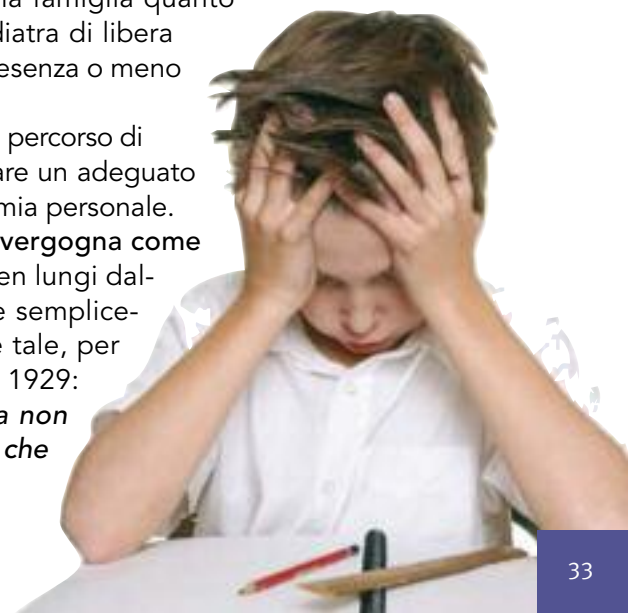 la famiglia quanto
diatra di libera
esenza o meno
percorso di
are un adeguato
mia personale.
vergogna come
en lungi dal-
e semplice-
e tale, per
1929:
a non
che
33